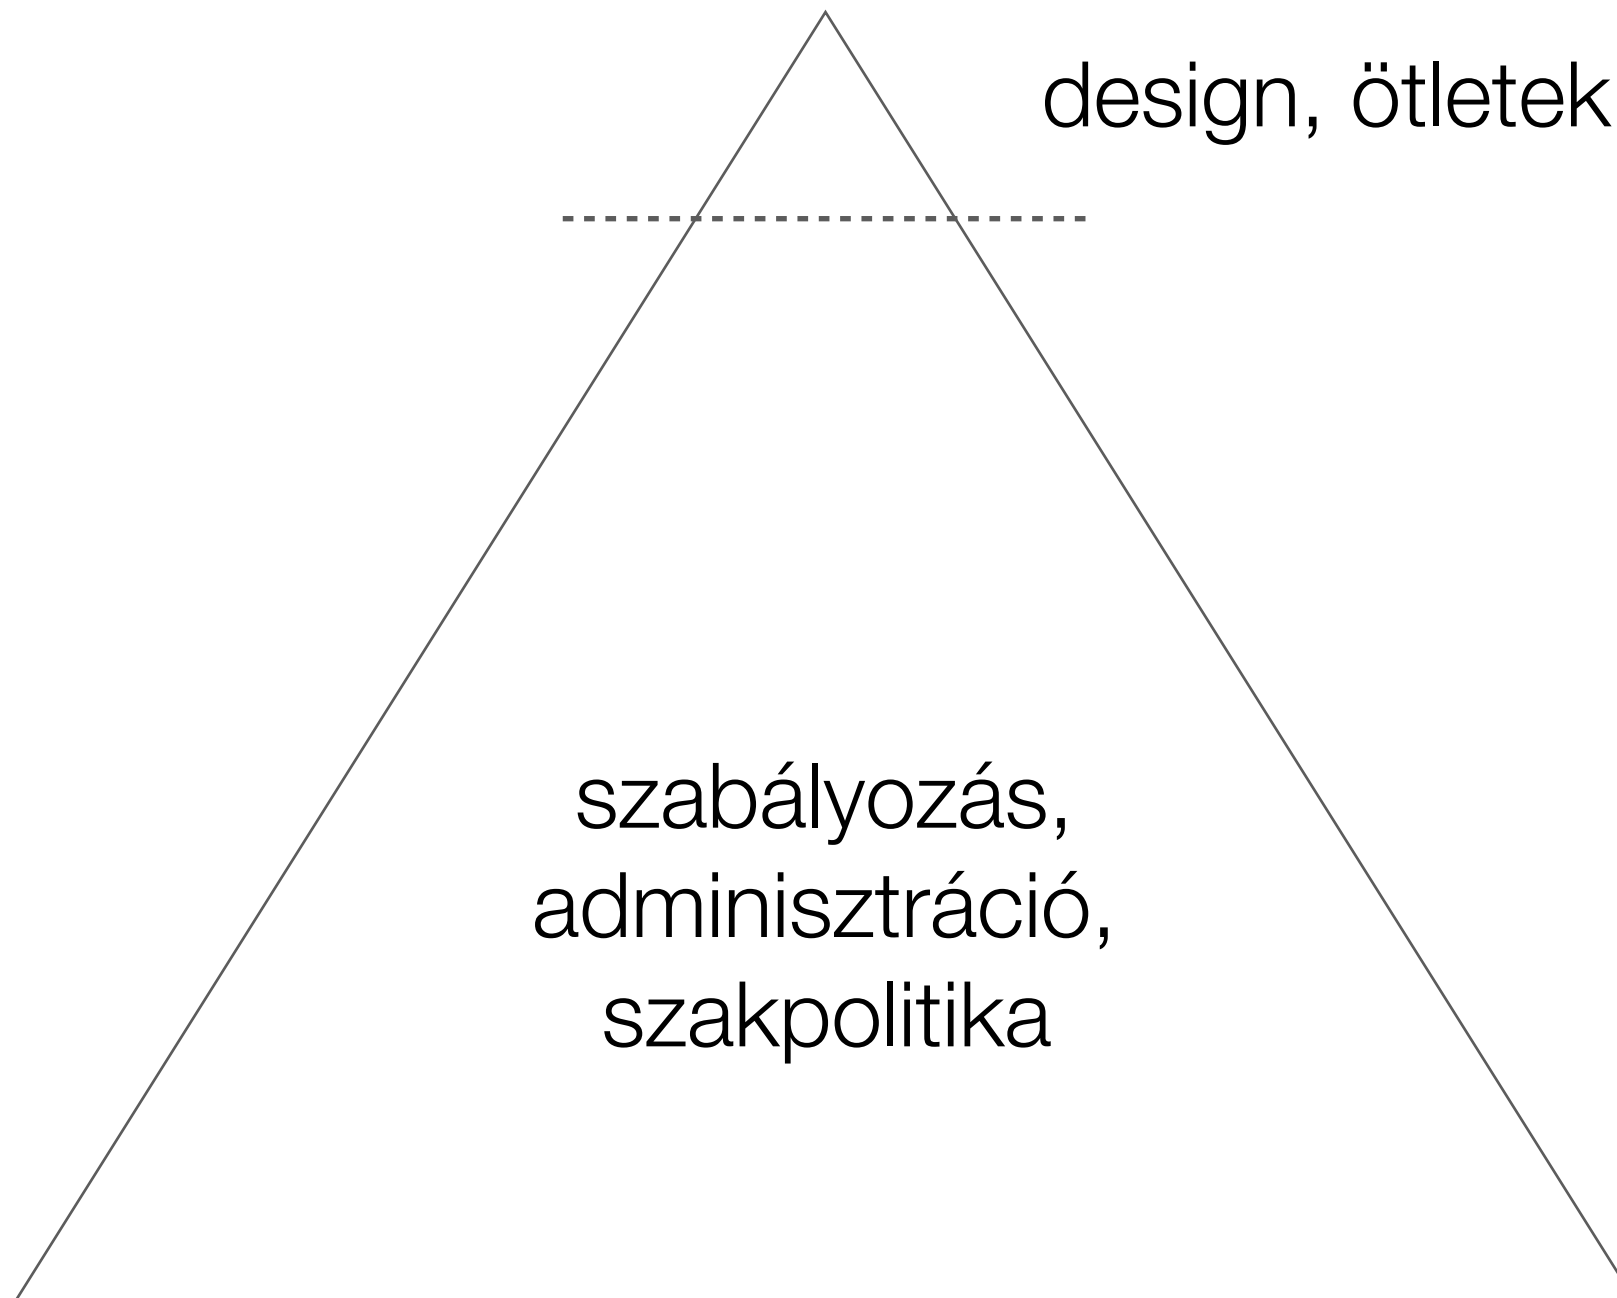 design, ötletek
szabályozás,
adminisztráció,
szakpolitika